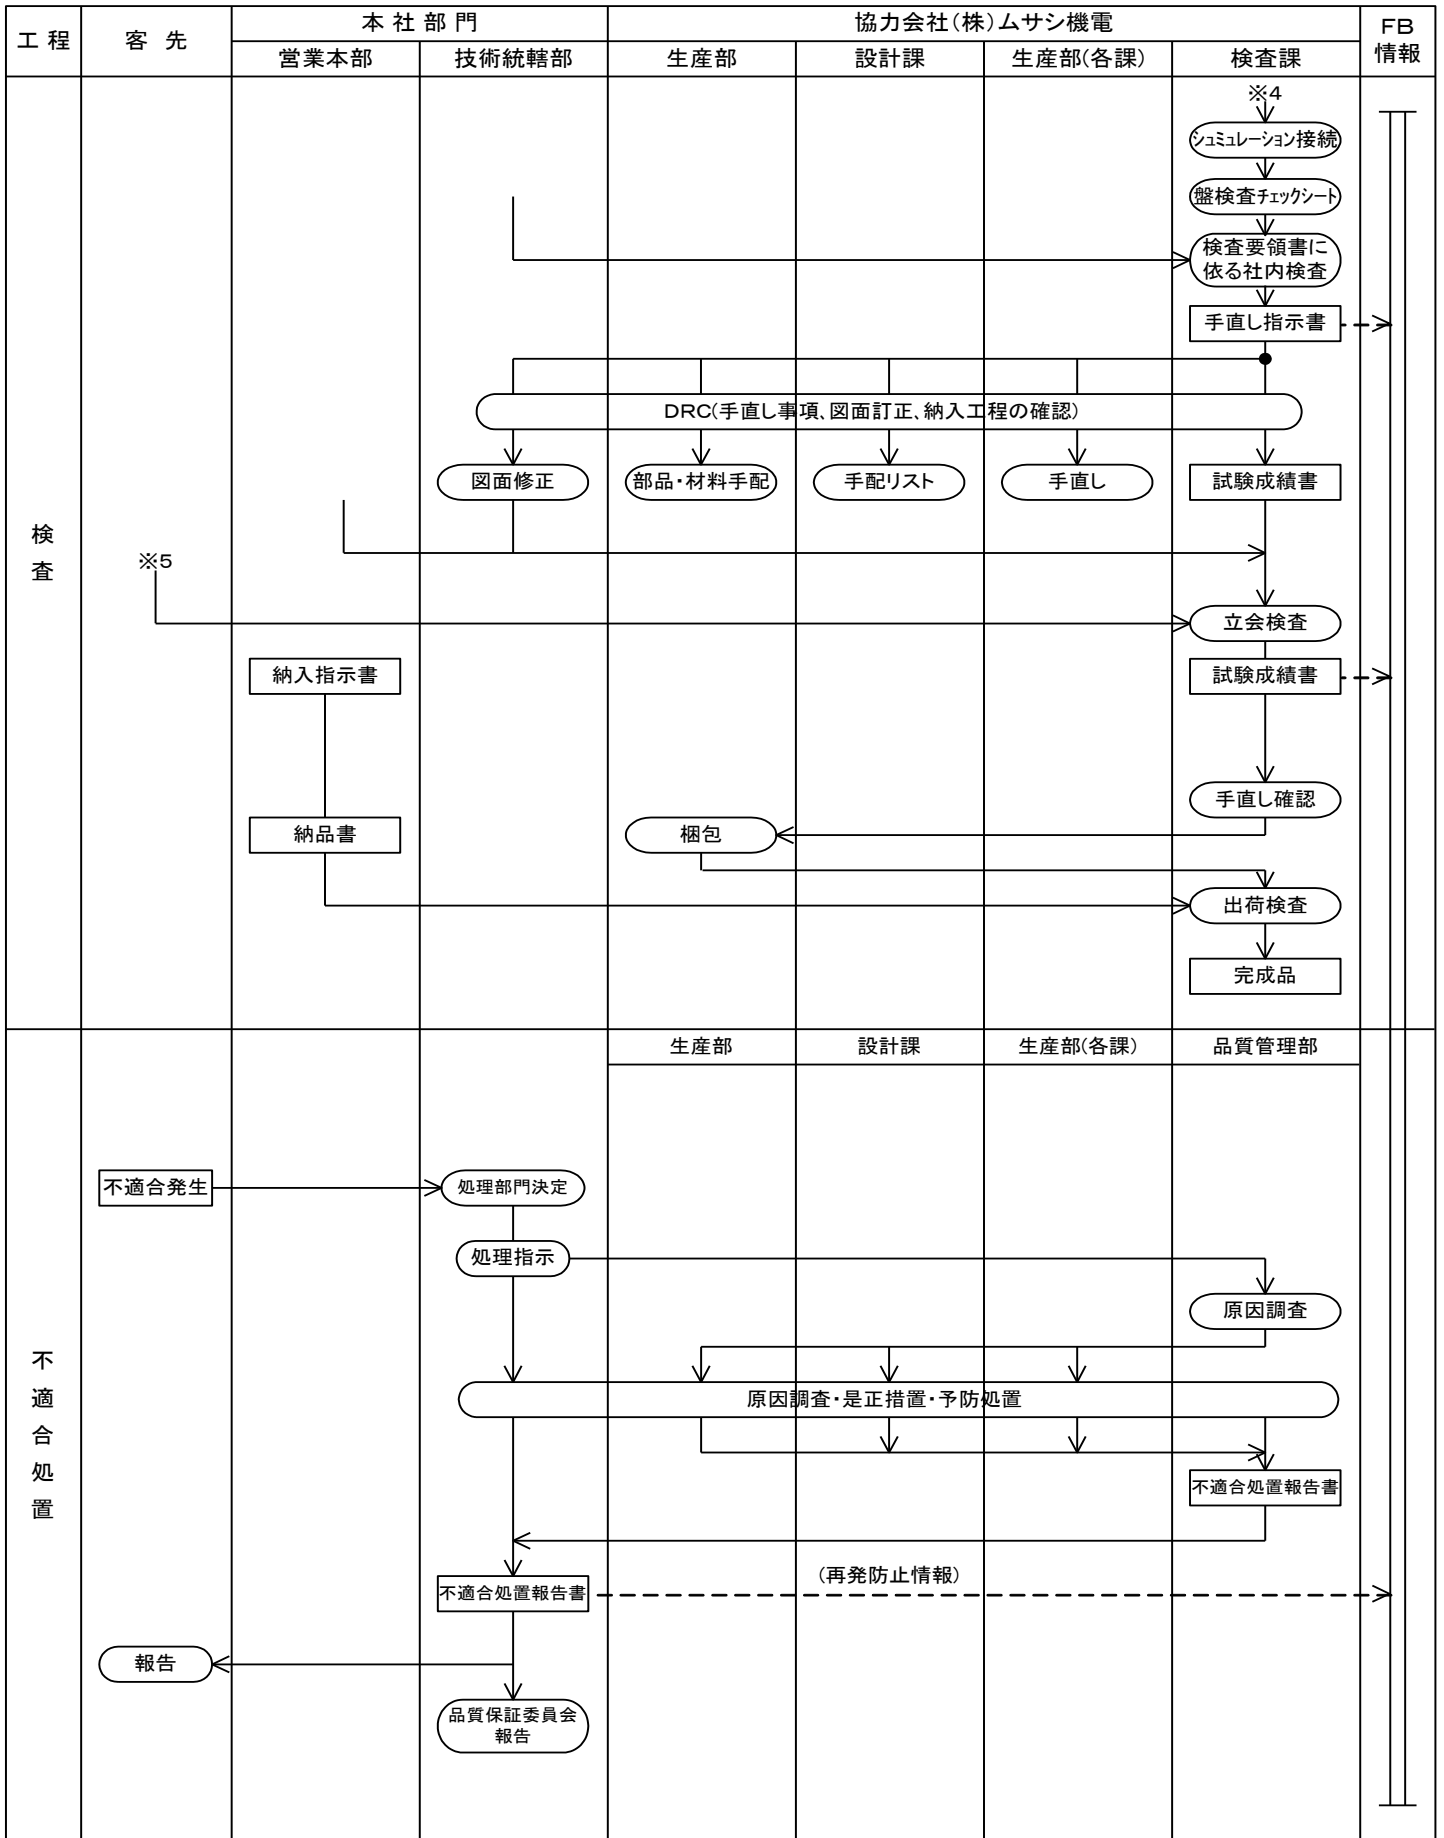 工程
客先
本社部門
協力会社(株)ムサシ機電
FB
情報
営業本部
技術統轄部
生産部
設計課
生産部(各課)
検査課
※4
シュミュレーション接続
盤検査チェックシート
検査要領書に
依る社内検査
手直し指示書
DRC(手直し事項、図面訂正、納入工程の確認)
図面修正
部品・材料手配
手配リスト
手直し
試験成績書
検
査
※5
立会検査
納入指示書
試験成績書
手直し確認
納品書
梱包
出荷検査
完成品
生産部
設計課
生産部(各課)
品質管理部
不適合発生
処理部門決定
処理指示
原因調査
不
適
合
処
置
原因調査・是正措置・予防処置
不適合処置報告書
(再発防止情報)
不適合処置報告書
報告
品質保証委員会
報告